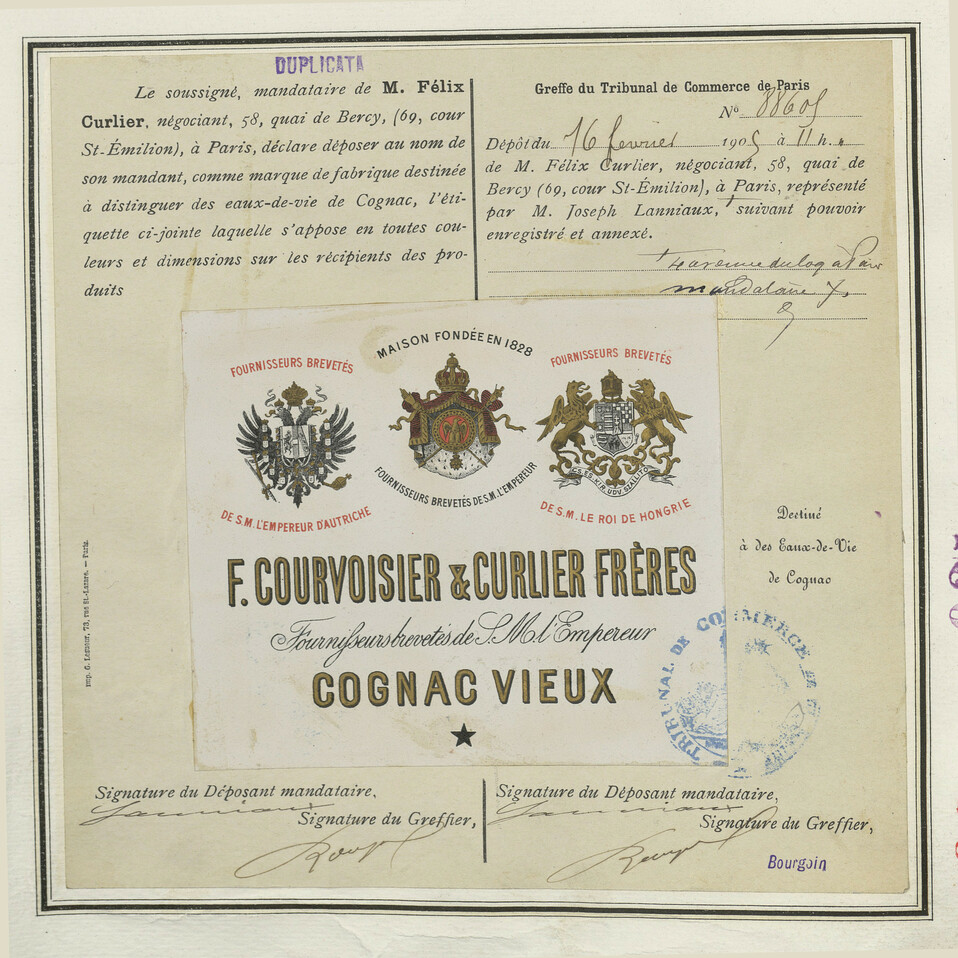 DUPLICATA
Le soussigné, mandataire de M. Félix
Curlier, négociant, 58, quai de Bercy, (69, cour
St-Émilion), à Paris, déclare déposer au nom de
son mandant, comme marque de fabrique destinée
à distinguer des eaux-de-vie de Cognac, l'éti-
quette ci-jointe laquelle s'appose en toutes cou-
leurs et dimensions sur les récipients des pro-
duits
Greffe du Tribunal de Commerce de Paris
N° 88605
Dépôt du 16 février 1905 à 11 h.
de M. Félix Curlier, négociant, 58, quai de
Bercy (69, cour St-Émilion), à Paris, représenté
par M. Joseph Lanniaux, suivant pouvoir
enregistré et annexé.
à Paris
mandataire
MAISON FONDÉE EN 1828
FOURNISSEURS BREVETÉS
FOURNISSEURS BREVETÉS
FOURNISSEURS BREVETÉS DE S.M. L'EMPEREUR
DE S.M. L'EMPEREUR D'AUTRICHE
DE S.M. LE ROI DE HONGRIE
F. COURVOISIER & CURLIER FRÈRES
Fournisseurs brevetés de S. M. l'Empereur
COGNAC VIEUX
Destiné
à des Eaux-de-Vie
de Cognac
TRIBUNAL DE COMMERCE DE
Paris.
Signature du Déposant mandataire,
Lanniaux
Signature du Greffier,
Signature du Déposant mandataire,
Lanniaux
Signature du Greffier,
Bourgoin